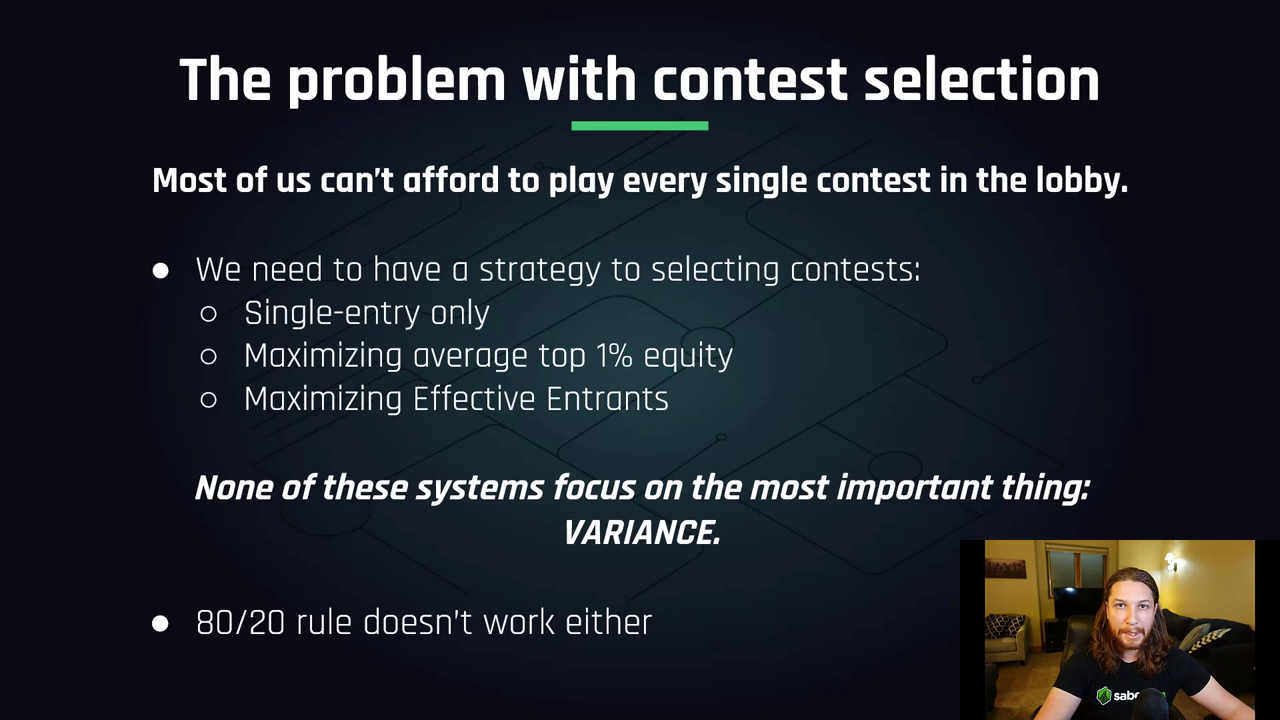 The problem with contest selection
Most of us can't afford to play every single contest in the lobby.
● We need to have a strategy to selecting contests:
○ Single-entry only
○ Maximizing average top 1% equity
○ Maximizing Effective Entrants
None of these systems focus on the most important thing:
VARIANCE.
● 80/20 rule doesn't work either